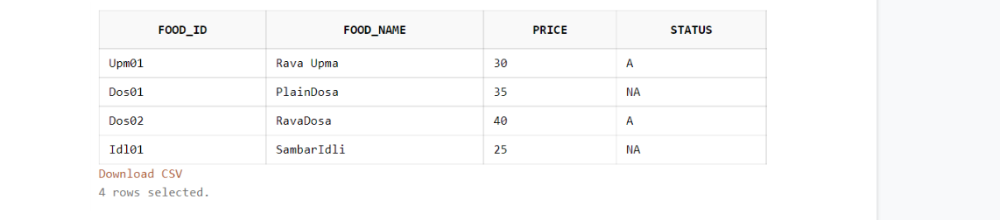 FOOD_ID FOOD_NAME PRICE STATUS
Upm01 Rava Upma 30 A
Dos01 PlainDosa 35 NA
Dos02 RavaDosa 40 A
Idl01 SambarIdli 25 NA
Download CSV
4 rows selected.